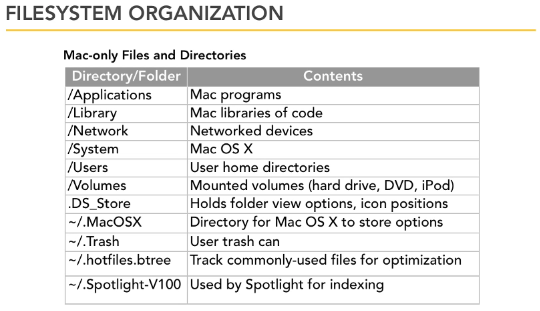 FILESYSTEM ORGANIZATION
Mac-only Files and Directories
Directory/Folder Contents
/Applications Mac programs
/Library Mac libraries of code
/Network Networked devices
/System Mac OS X
/Users User home directories
/Volumes Mounted volumes (hard drive, DVD, iPod)
.DS_Store Holds folder view options, icon positions
~/.MacOSX Directory for Mac OS X to store options
~/.Trash User trash can
~/.hotfiles.btree Track commonly-used files for optimization
~/.Spotlight-V100 Used by Spotlight for indexing